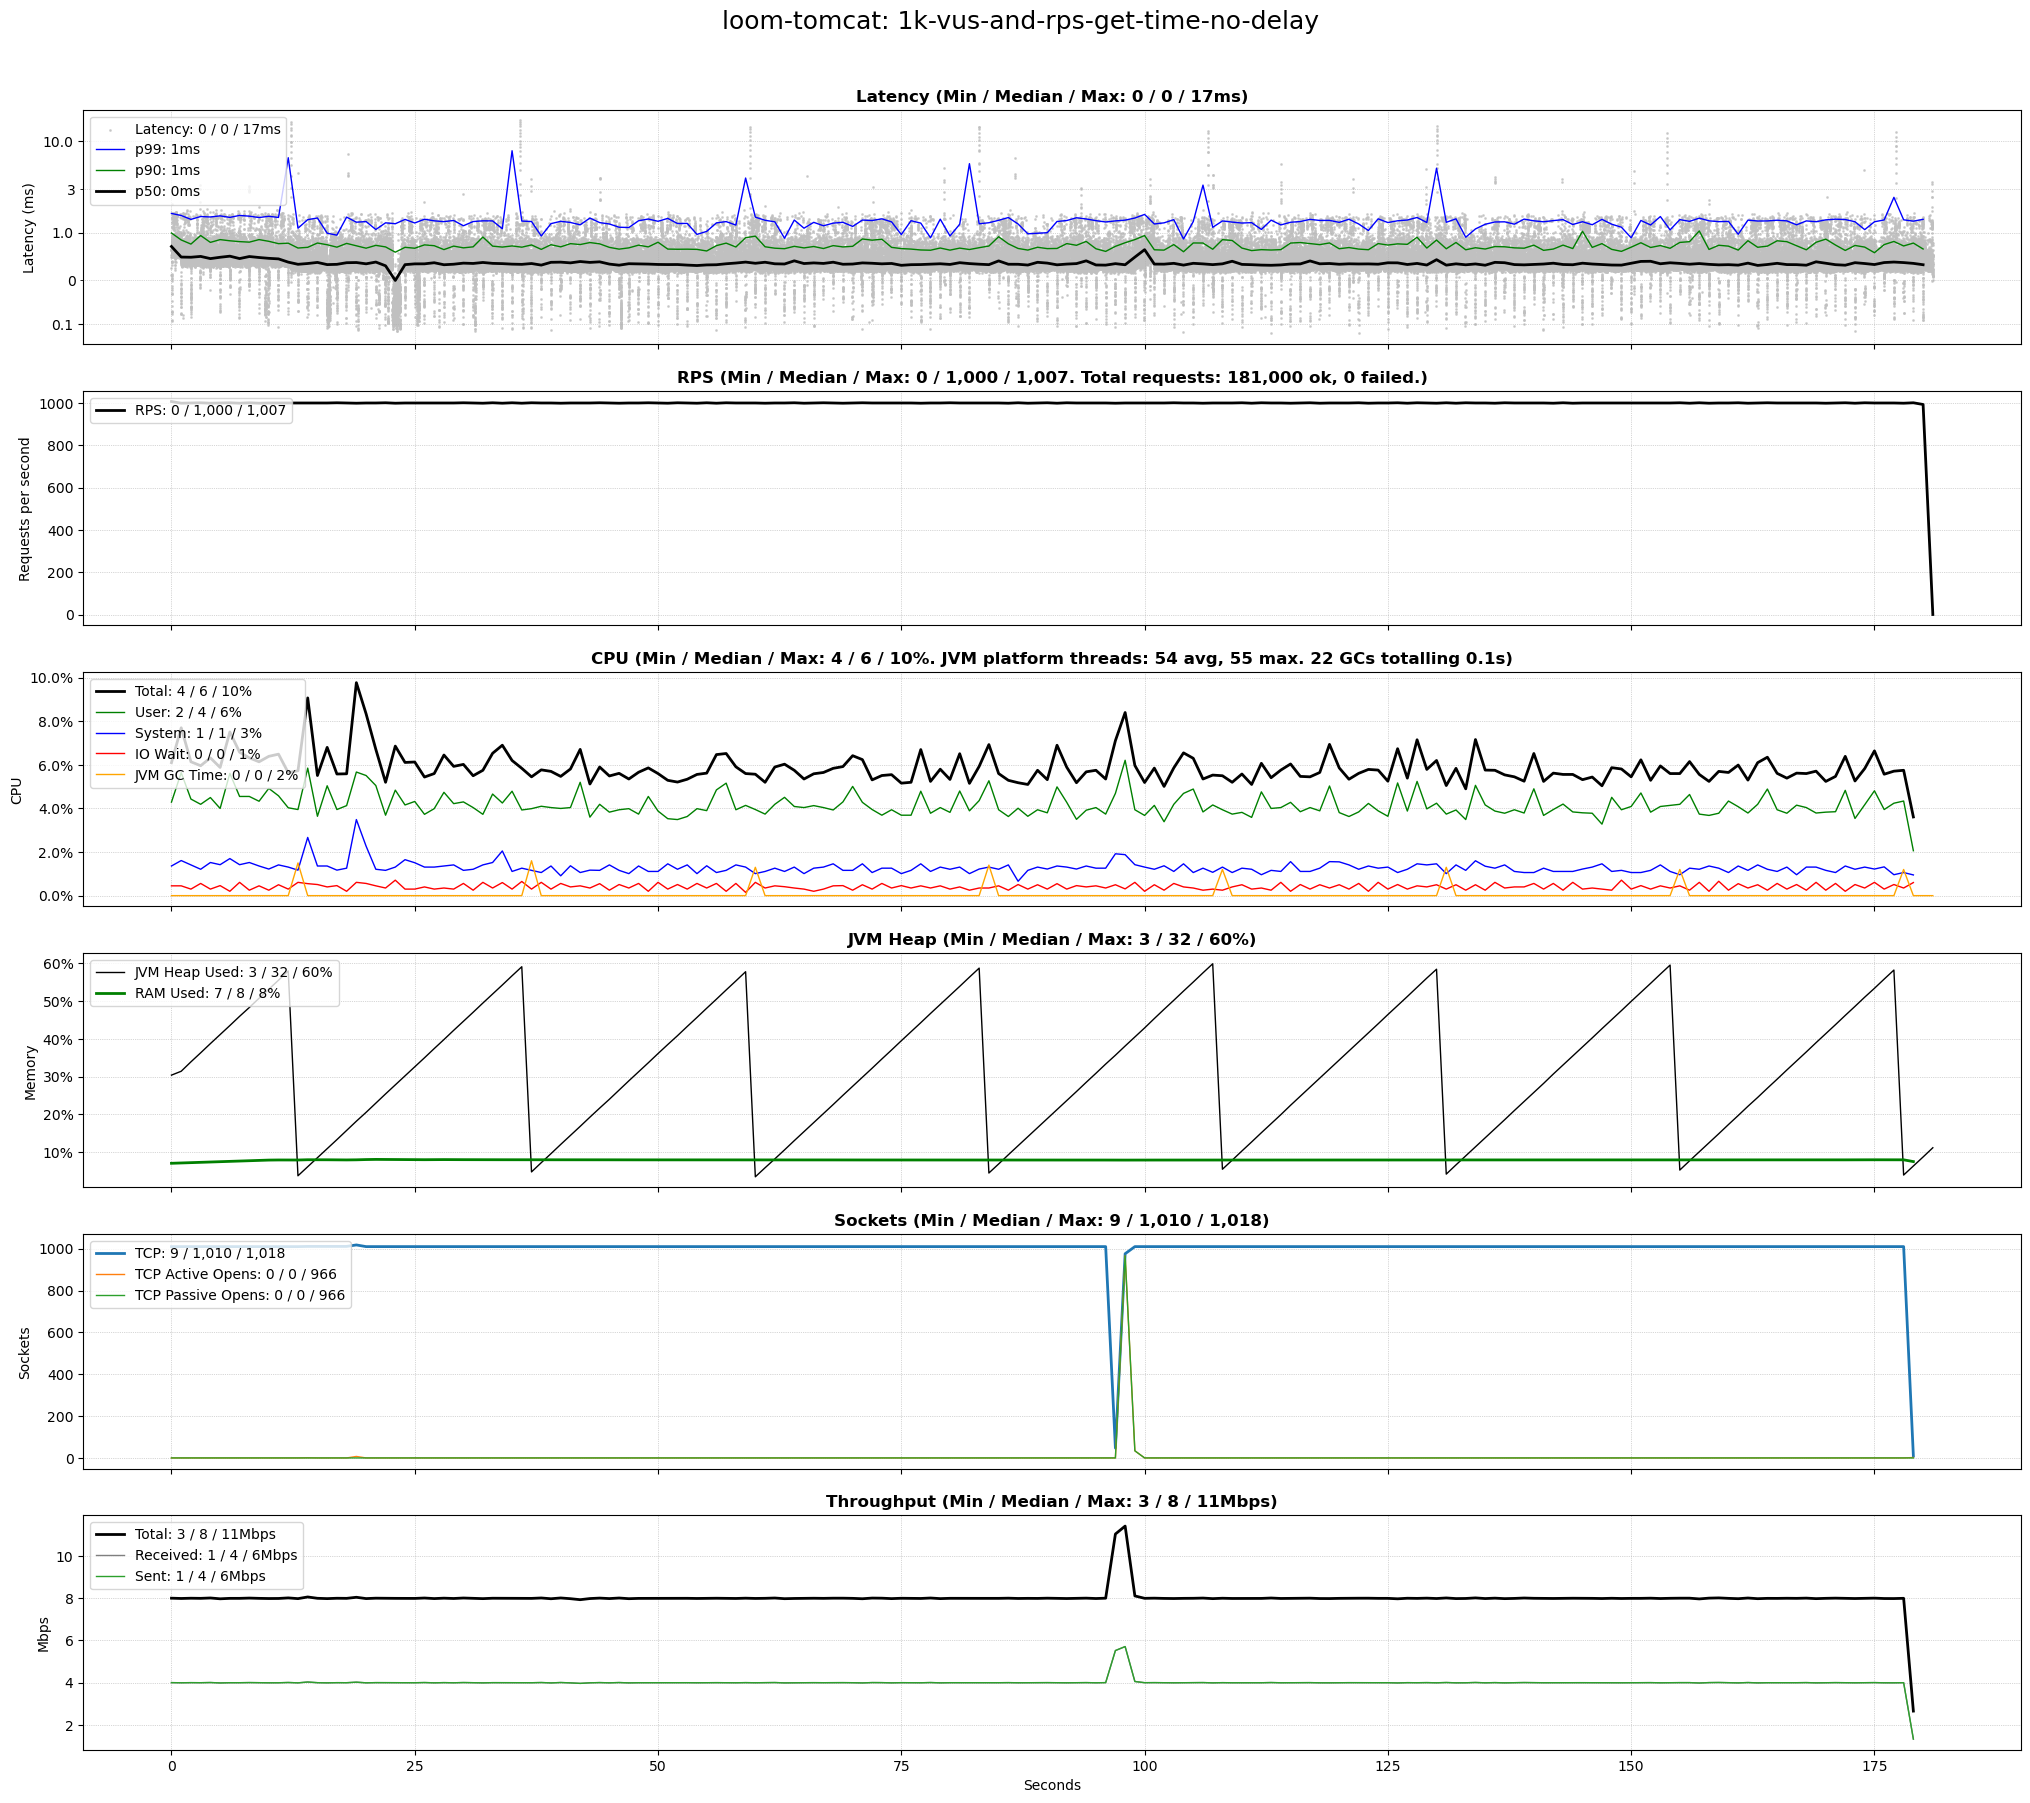 loom-tomcat: 1k-vus-and-rps-get-time-no-delay
Latency (Min / Median / Max: 0 / 0 / 17ms)
Latency: 0 / 0 / 17ms
p99: 1ms
p90: 1ms
p50: 0ms
Latency (ms)
10.0
3
1.0
0
0.1
RPS (Min / Median / Max: 0 / 1,000 / 1,007. Total requests: 181,000 ok, 0 failed.)
RPS: 0 / 1,000 / 1,007
Requests per second
1000
800
600
400
200
0
CPU (Min / Median / Max: 4 / 6 / 10%. JVM platform threads: 54 avg, 55 max. 22 GCs totalling 0.1s)
Total: 4 / 6 / 10%
User: 2 / 4 / 6%
System: 1 / 1 / 3%
IO Wait: 0 / 0 / 1%
JVM GC Time: 0 / 0 / 2%
CPU
10.0%
8.0%
6.0%
4.0%
2.0%
0.0%
JVM Heap (Min / Median / Max: 3 / 32 / 60%)
JVM Heap Used: 3 / 32 / 60%
RAM Used: 7 / 8 / 8%
Memory
60%
50%
40%
30%
20%
10%
Sockets (Min / Median / Max: 9 / 1,010 / 1,018)
TCP: 9 / 1,010 / 1,018
TCP Active Opens: 0 / 0 / 966
TCP Passive Opens: 0 / 0 / 966
Sockets
1000
800
600
400
200
0
Throughput (Min / Median / Max: 3 / 8 / 11Mbps)
Total: 3 / 8 / 11Mbps
Received: 1 / 4 / 6Mbps
Sent: 1 / 4 / 6Mbps
Mbps
10
8
6
4
2
0 25 50 75 100 125 150 175
Seconds